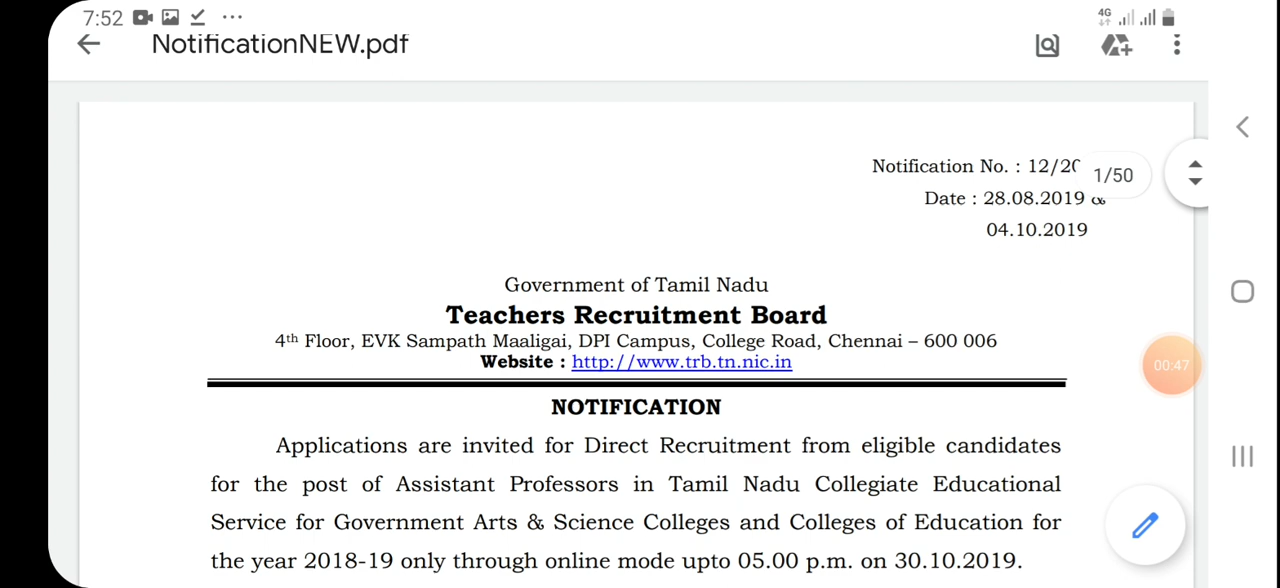 7:52
4G
NotificationNEW.pdf
Notification No. : 12/20
1/50
Date : 28.08.2019 &
04.10.2019
Government of Tamil Nadu
Teachers Recruitment Board
4th Floor, EVK Sampath Maaligai, DPI Campus, College Road, Chennai – 600 006
Website : http://www.trb.tn.nic.in
00:47
NOTIFICATION
Applications are invited for Direct Recruitment from eligible candidates
for the post of Assistant Professors in Tamil Nadu Collegiate Educational
Service for Government Arts & Science Colleges and Colleges of Education for
the year 2018-19 only through online mode upto 05.00 p.m. on 30.10.2019.